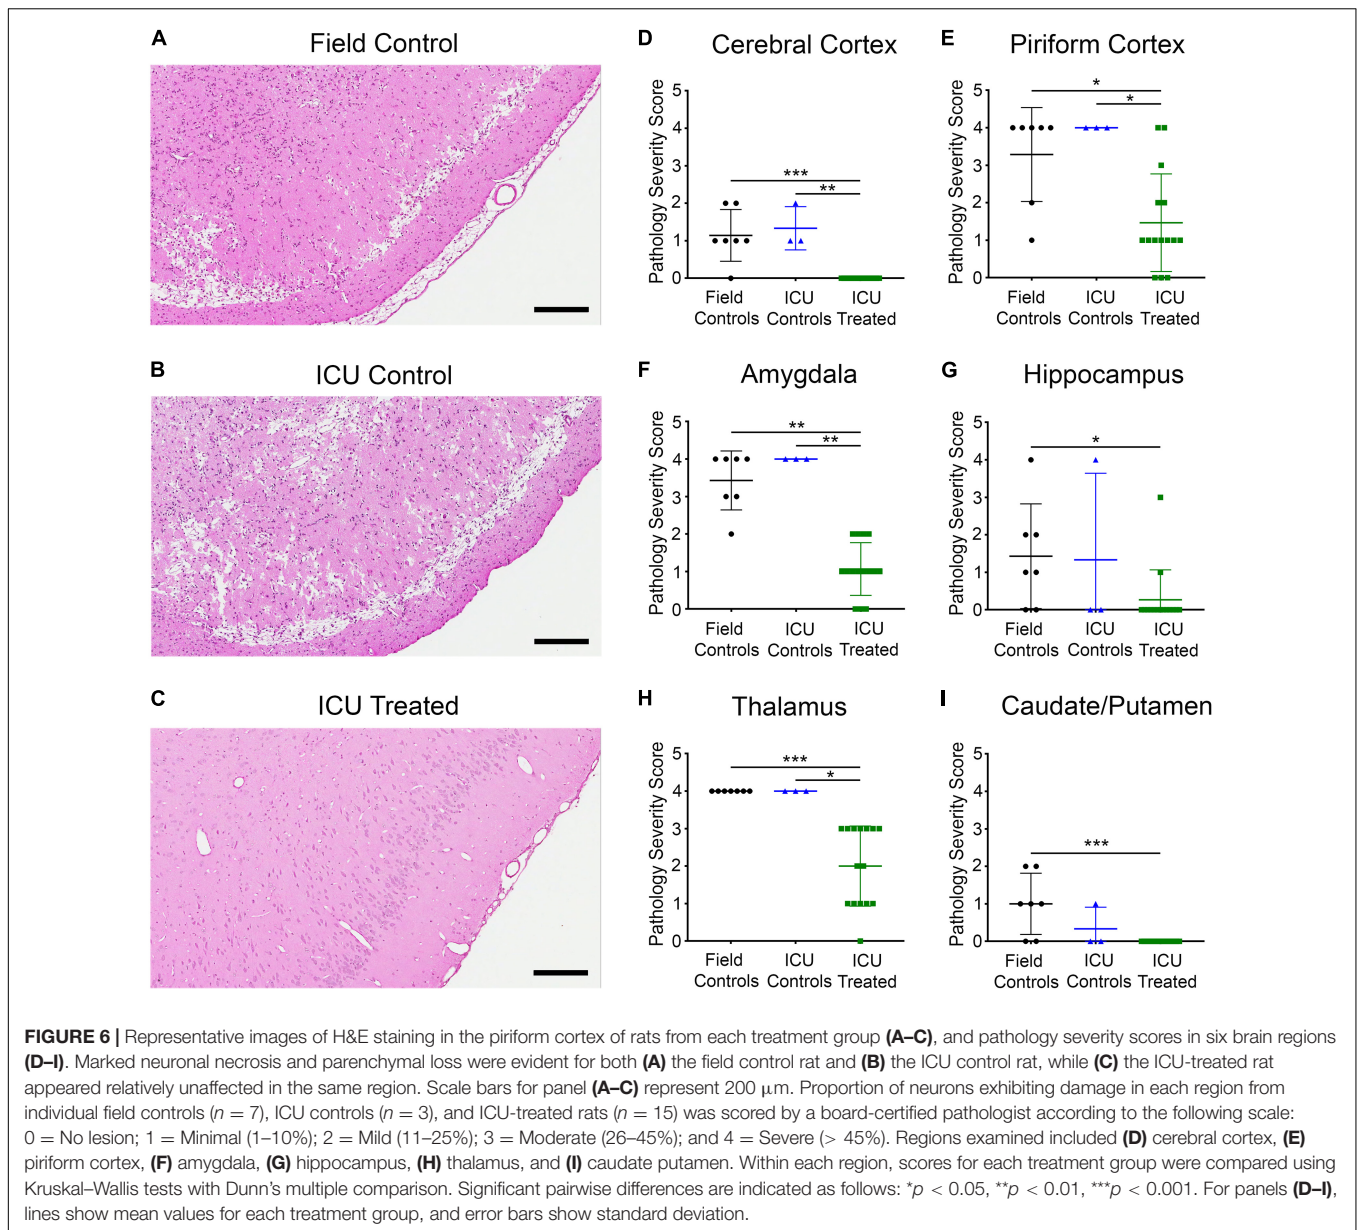 A Field Control
B ICU Control
C ICU Treated
D Cerebral Cortex
Pathology Severity Score
5
4
3
2
1
0
***
**
Field Controls
ICU Controls
ICU Treated
E Piriform Cortex
Pathology Severity Score
5
4
3
2
1
0
*
*
Field Controls
ICU Controls
ICU Treated
F Amygdala
Pathology Severity Score
5
4
3
2
1
0
**
**
Field Controls
ICU Controls
ICU Treated
G Hippocampus
Pathology Severity Score
5
4
3
2
1
0
*
Field Controls
ICU Controls
ICU Treated
H Thalamus
Pathology Severity Score
5
4
3
2
1
0
***
*
Field Controls
ICU Controls
ICU Treated
I Caudate/Putamen
Pathology Severity Score
5
4
3
2
1
0
***
Field Controls
ICU Controls
ICU Treated
FIGURE 6 | Representative images of H&E staining in the piriform cortex of rats from each treatment group (A–C), and pathology severity scores in six brain regions
(D–I). Marked neuronal necrosis and parenchymal loss were evident for both (A) the field control rat and (B) the ICU control rat, while (C) the ICU-treated rat
appeared relatively unaffected in the same region. Scale bars for panel (A–C) represent 200 μm. Proportion of neurons exhibiting damage in each region from
individual field controls (n = 7), ICU controls (n = 3), and ICU-treated rats (n = 15) was scored by a board-certified pathologist according to the following scale:
0 = No lesion; 1 = Minimal (1–10%); 2 = Mild (11–25%); 3 = Moderate (26–45%); and 4 = Severe (> 45%). Regions examined included (D) cerebral cortex, (E)
piriform cortex, (F) amygdala, (G) hippocampus, (H) thalamus, and (I) caudate putamen. Within each region, scores for each treatment group were compared using
Kruskal–Wallis tests with Dunn's multiple comparison. Significant pairwise differences are indicated as follows: *p < 0.05, **p < 0.01, ***p < 0.001. For panels (D–I),
lines show mean values for each treatment group, and error bars show standard deviation.